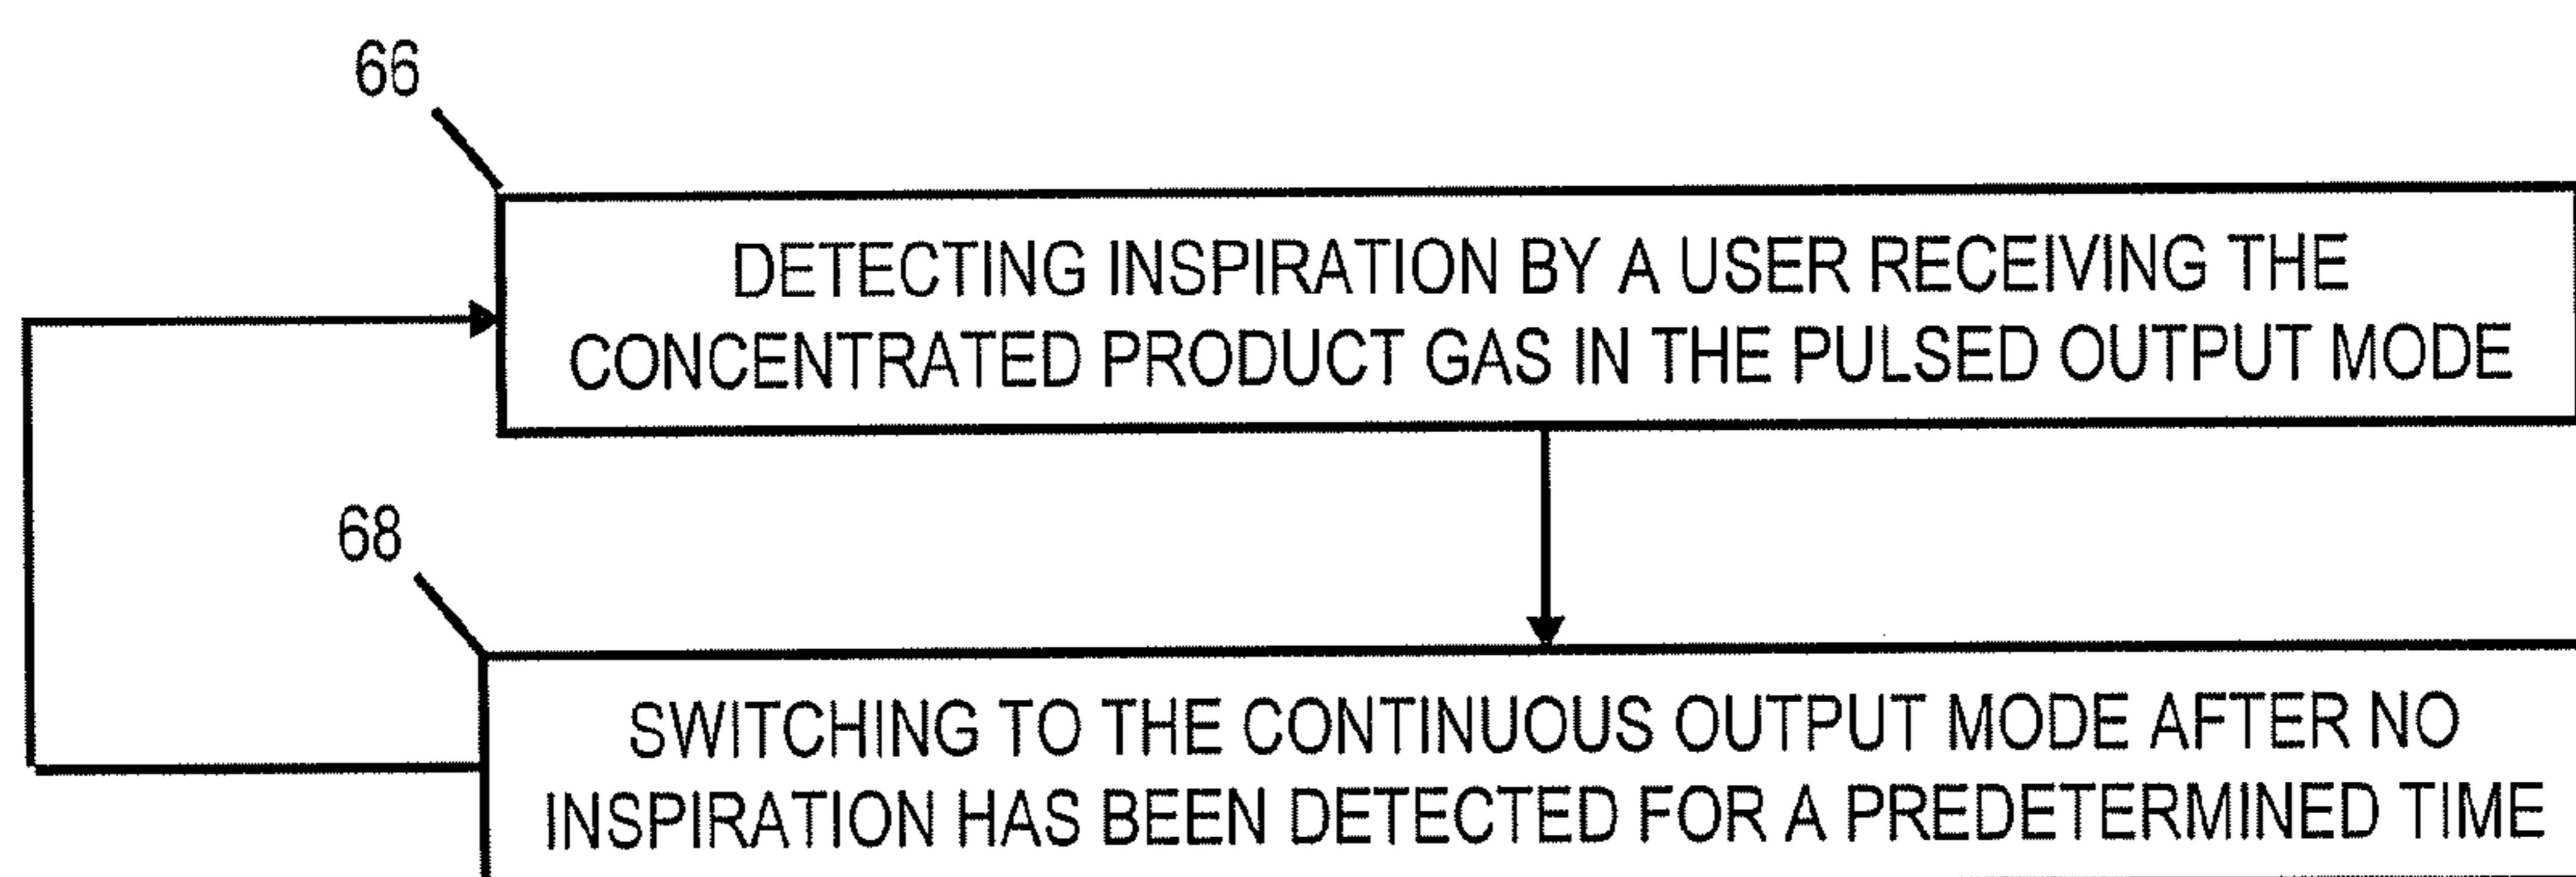 66
DETECTING INSPIRATION BY A USER RECEIVING THE
CONCENTRATED PRODUCT GAS IN THE PULSED OUTPUT MODE
68
SWITCHING TO THE CONTINUOUS OUTPUT MODE AFTER NO
INSPIRATION HAS BEEN DETECTED FOR A PREDETERMINED TIME